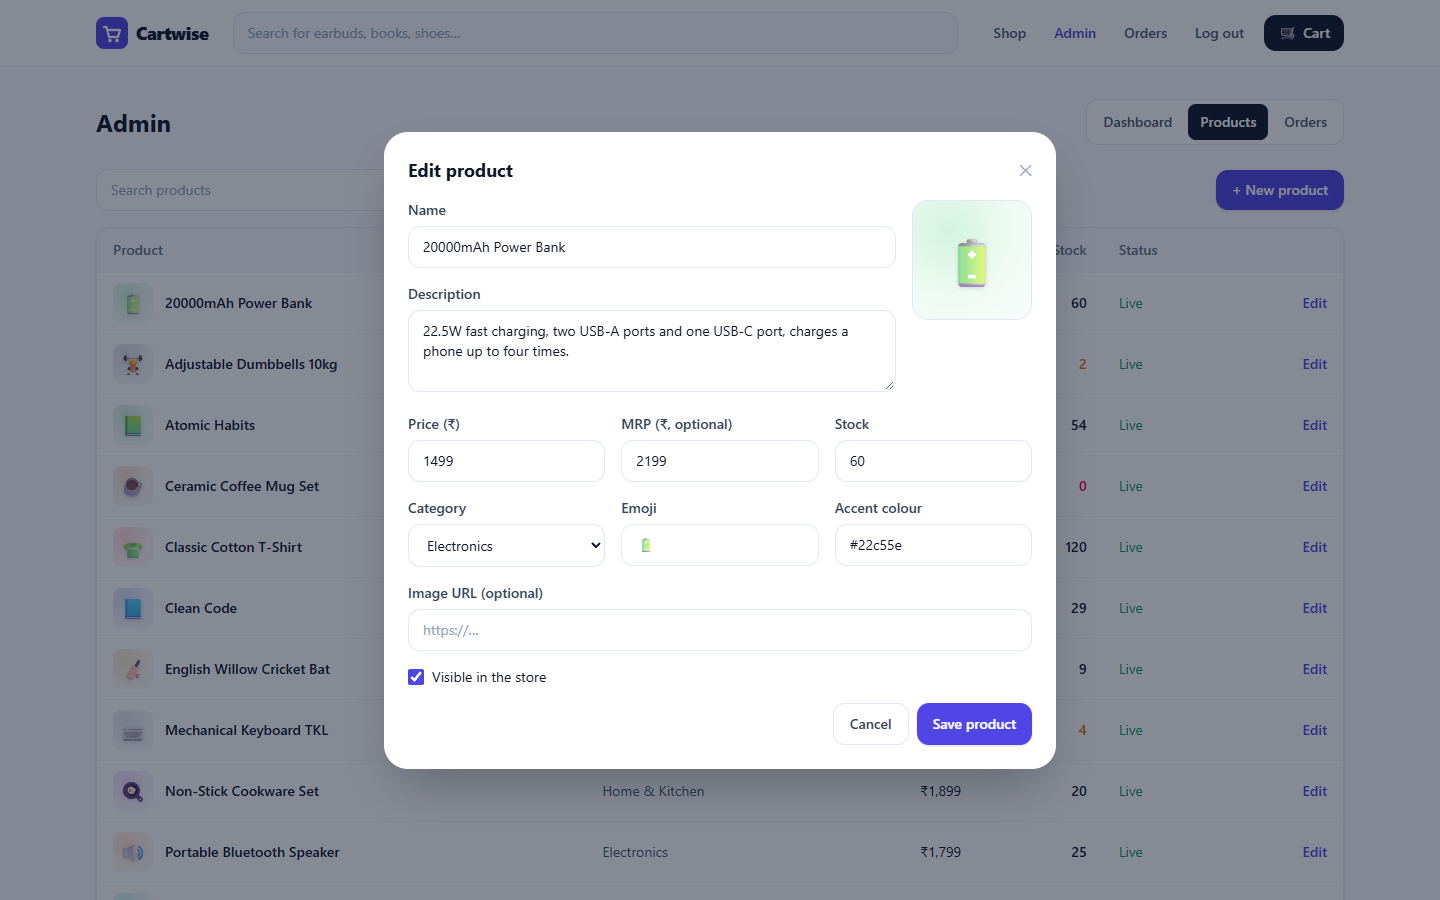 Cartwise
Search for earbuds, books, shoes...
Shop
Admin
Orders
Log out
Cart
Admin
Dashboard
Products
Orders
Search products
+ New product
Product
Stock
Status
20000mAh Power Bank
60
Live
Edit
Adjustable Dumbbells 10kg
2
Live
Edit
Atomic Habits
54
Live
Edit
Ceramic Coffee Mug Set
0
Live
Edit
Classic Cotton T-Shirt
120
Live
Edit
Clean Code
29
Live
Edit
English Willow Cricket Bat
9
Live
Edit
Mechanical Keyboard TKL
4
Live
Edit
Non-Stick Cookware Set
Home & Kitchen
₹1,899
20
Live
Edit
Portable Bluetooth Speaker
Electronics
₹1,799
25
Live
Edit
Edit product
Name
20000mAh Power Bank
Description
22.5W fast charging, two USB-A ports and one USB-C port, charges a
phone up to four times.
Price (₹)
MRP (₹, optional)
Stock
1499
2199
60
Category
Emoji
Accent colour
Electronics
#22c55e
Image URL (optional)
https://...
Visible in the store
Cancel
Save product